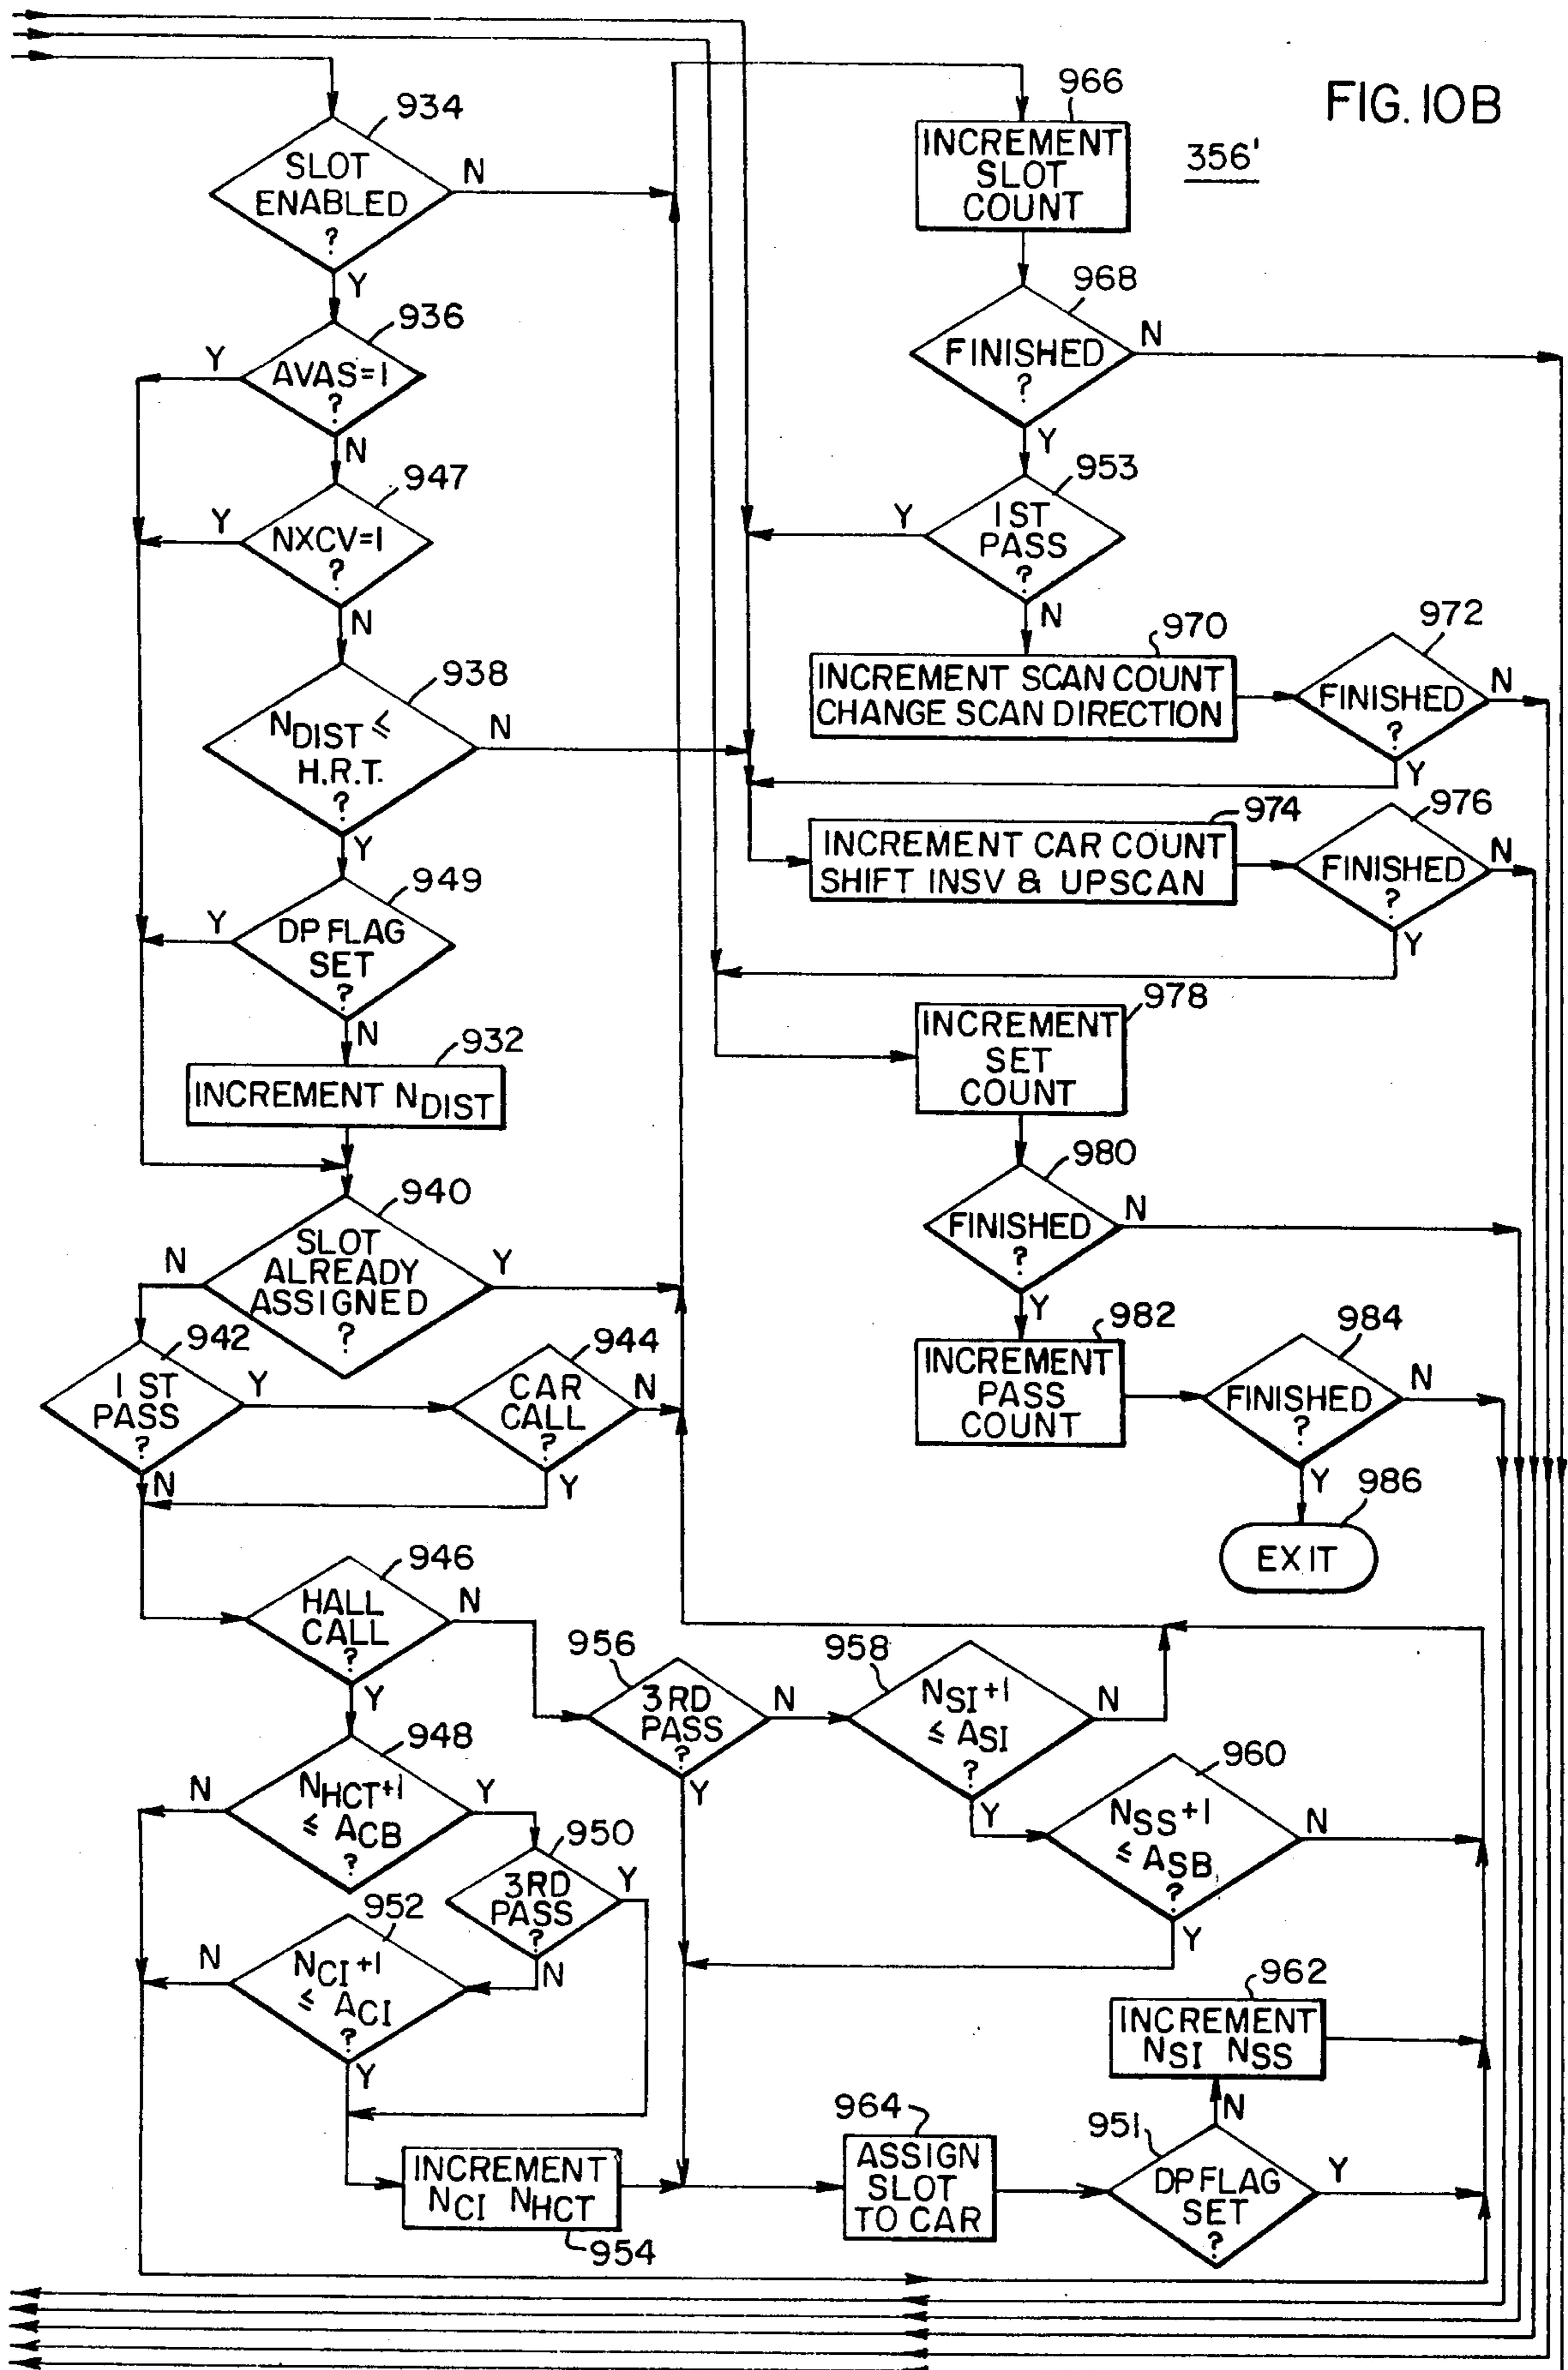 FIG. 10B
356'
934
SLOT
ENABLED
?
N
Y
936
AVAS=1
?
Y
N
947
NXCV=1
?
Y
N
938
NDIST ≤
H.R.T.
?
N
Y
949
DP FLAG
SET
?
Y
N
932
INCREMENT NDIST
940
SLOT
ALREADY
ASSIGNED
?
N
Y
942
1ST
PASS
?
Y
N
944
CAR
CALL
?
N
Y
946
HALL
CALL
?
N
Y
948
NHCT+1
≤ ACB
?
N
Y
950
3RD
PASS
?
Y
N
952
NCI+1
≤ ACI
?
N
Y
INCREMENT
NCI NHCT
954
956
3RD
PASS
?
N
Y
958
NSI+1
≤ ASI
?
N
Y
960
NSS+1
≤ ASB
?
N
Y
962
INCREMENT
NSI NSS
964
ASSIGN
SLOT
TO CAR
951
DP FLAG
SET
?
N
Y
966
INCREMENT
SLOT
COUNT
968
FINISHED
?
N
Y
953
1ST
PASS
?
Y
N
970
INCREMENT SCAN COUNT
CHANGE SCAN DIRECTION
972
FINISHED
?
N
Y
974
INCREMENT CAR COUNT
SHIFT INSV & UPSCAN
976
FINISHED
?
N
Y
978
INCREMENT
SET
COUNT
980
FINISHED
?
N
Y
982
INCREMENT
PASS
COUNT
984
FINISHED
?
N
Y
986
EXIT